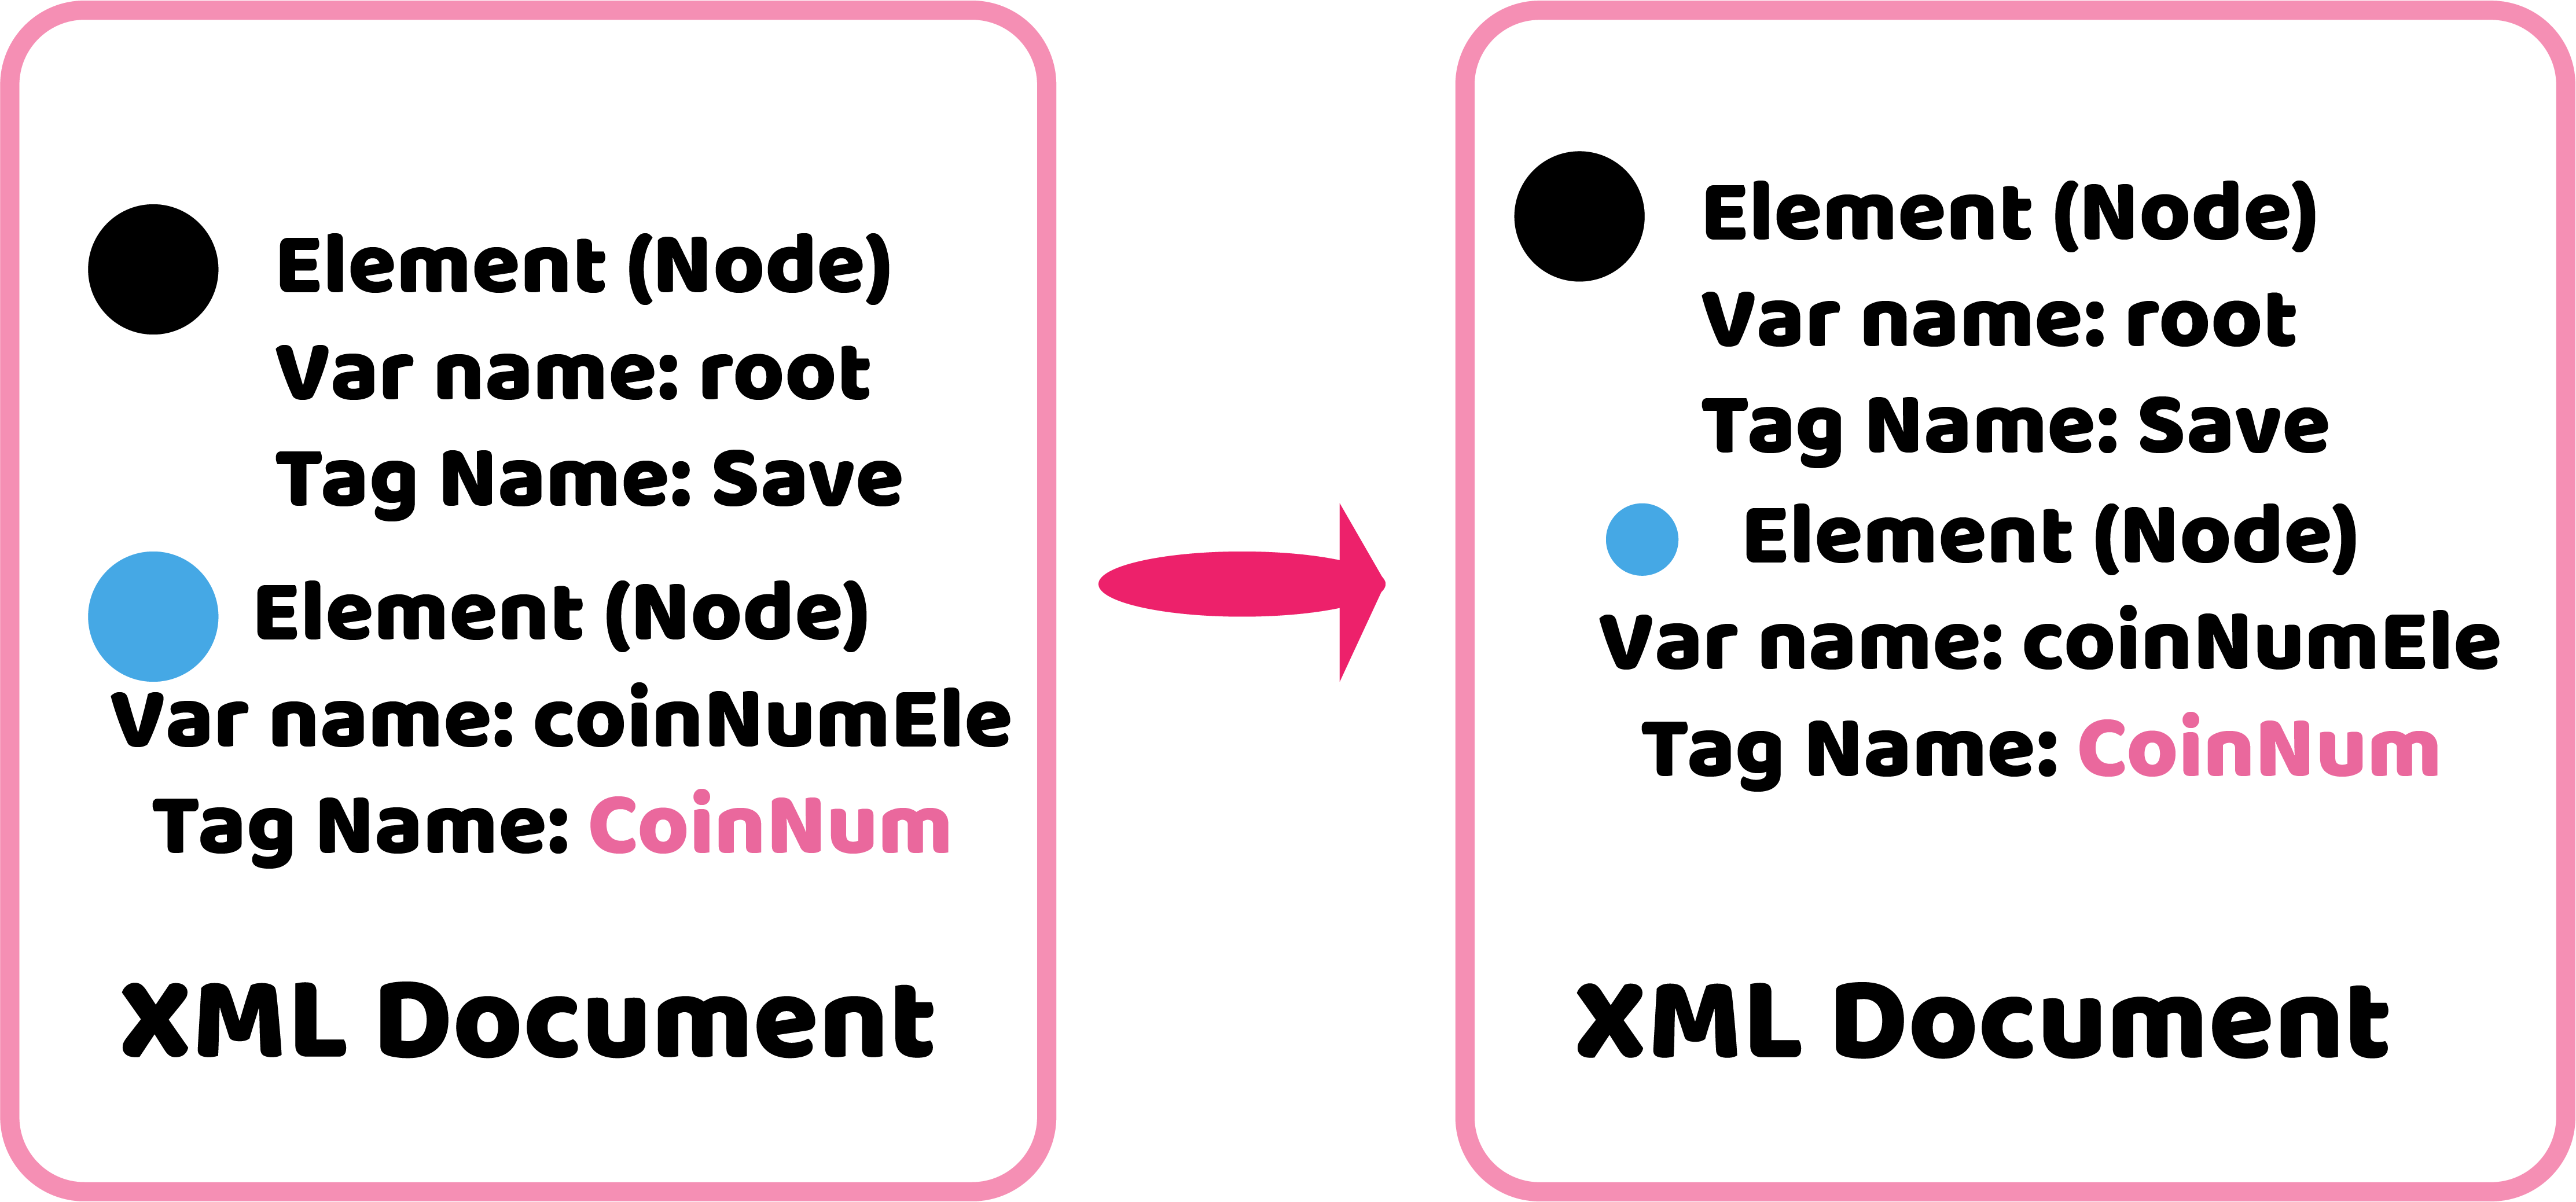 Element (Node)
Var name: root
Tag Name: Save
Element (Node)
Var name: coinNumEle
Tag Name: CoinNum
XML Document
Element (Node)
Var name: root
Tag Name: Save
Element (Node)
Var name: coinNumEle
Tag Name: CoinNum
XML Document